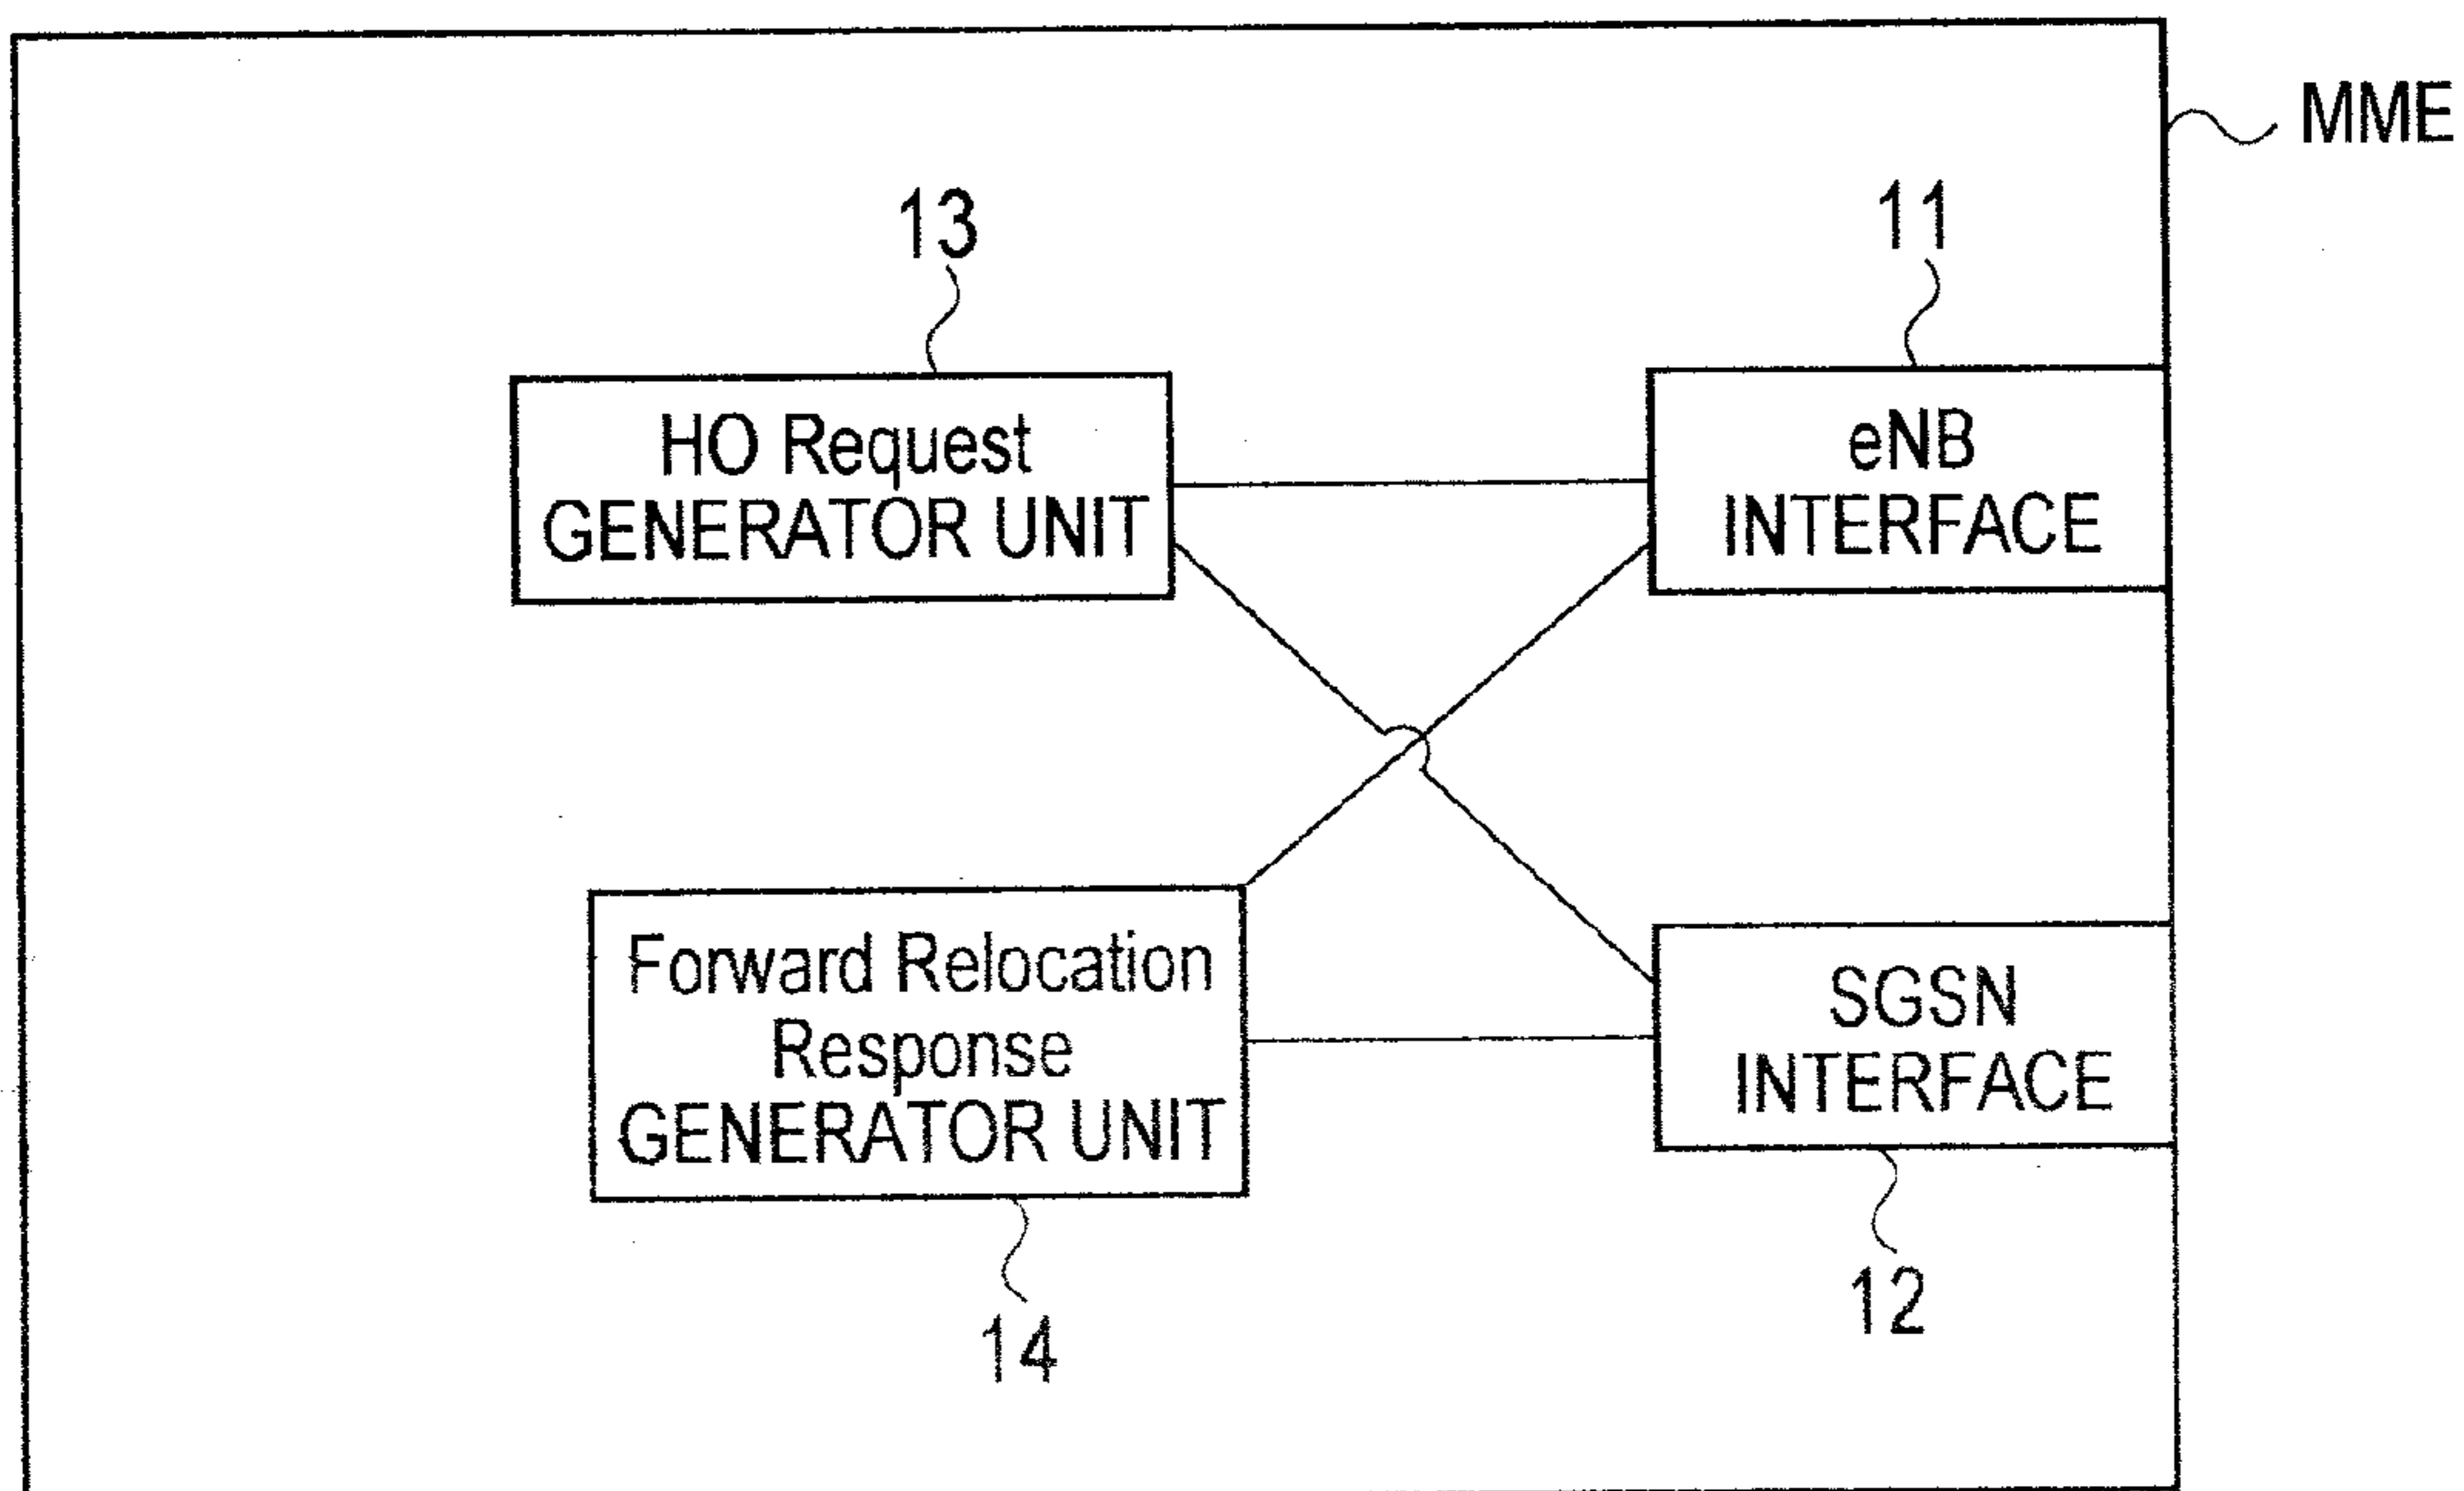 MME
13
11
HO Request
GENERATOR UNIT
eNB
INTERFACE
Forward Relocation
Response
GENERATOR UNIT
SGSN
INTERFACE
14
12